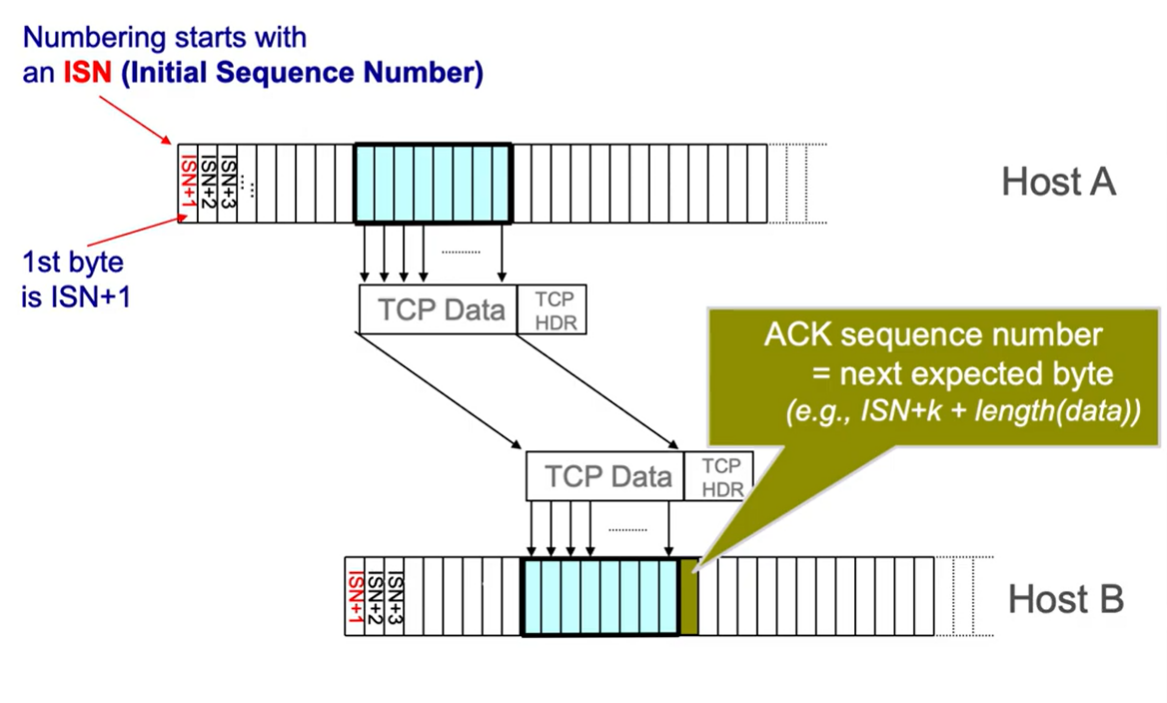 Numbering starts with
an ISN (Initial Sequence Number)
ISN+1
ISN+2
ISN+3
...
...
Host A
1st byte
is ISN+1
............
TCP Data
TCP
HDR
ACK sequence number
= next expected byte
(e.g., ISN+k + length(data))
TCP Data
TCP
HDR
............
ISN+1
ISN+2
ISN+3
Host B